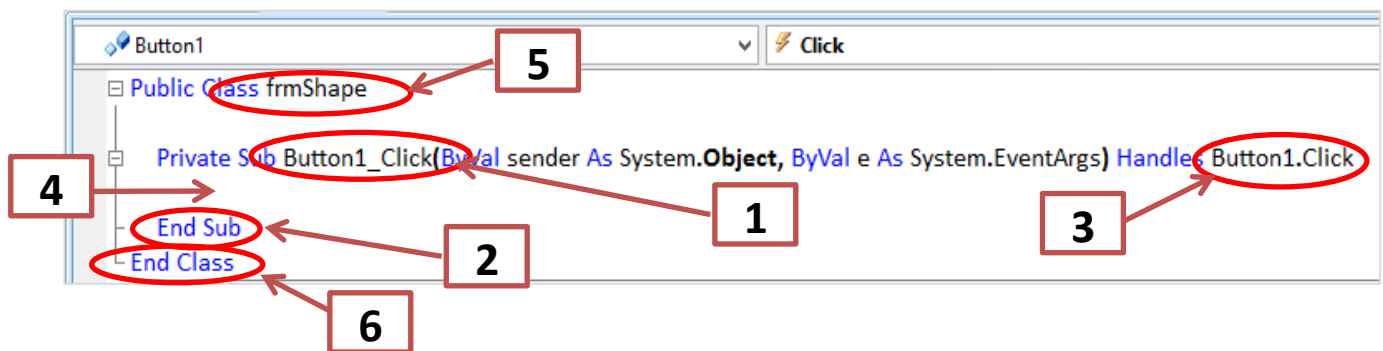 Button1 Click
5
Public Class frmShape
Private Sub Button1_Click(ByVal sender As System.Object, ByVal e As System.EventArgs) Handles Button1.Click
4
1
3
End Sub
2
End Class
6